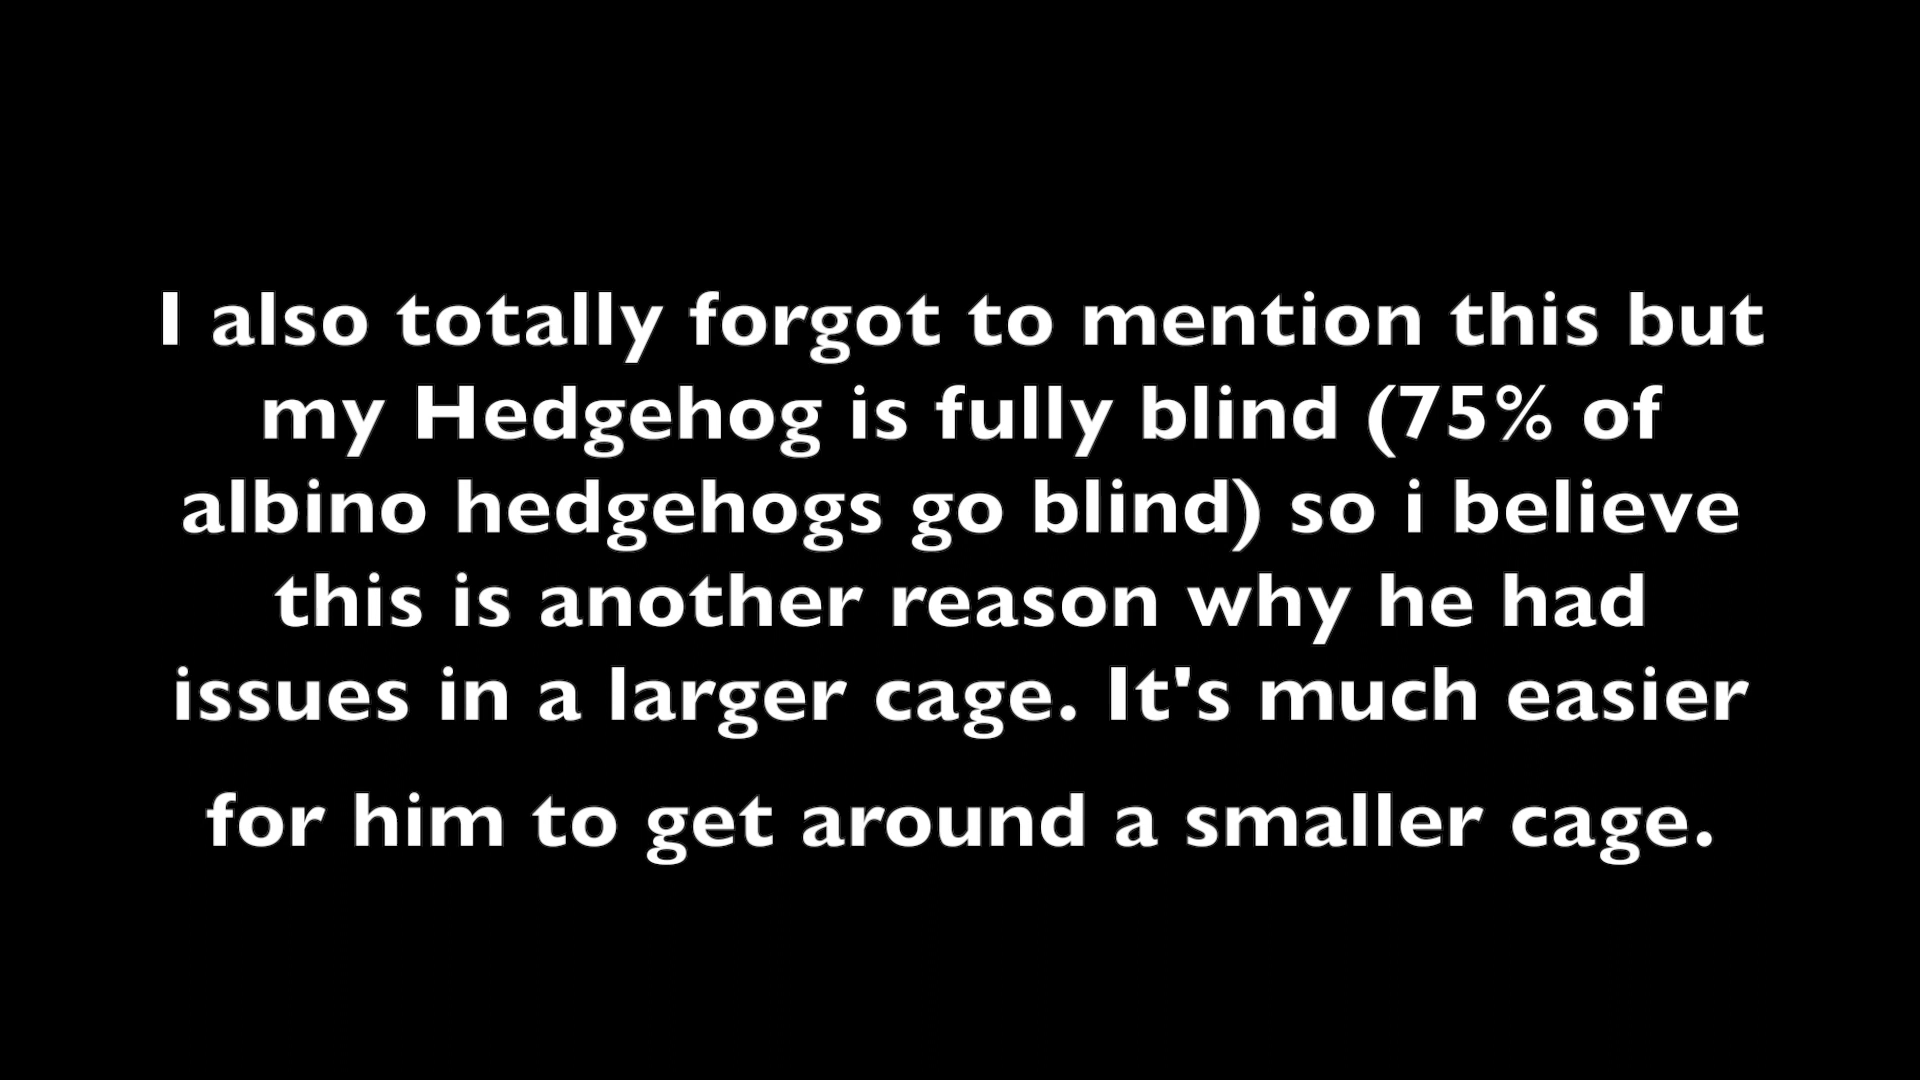 I also totally forgot to mention this but
my Hedgehog is fully blind (75% of
albino hedgehogs go blind) so i believe
this is another reason why he had
issues in a larger cage. It's much easier
for him to get around a smaller cage.